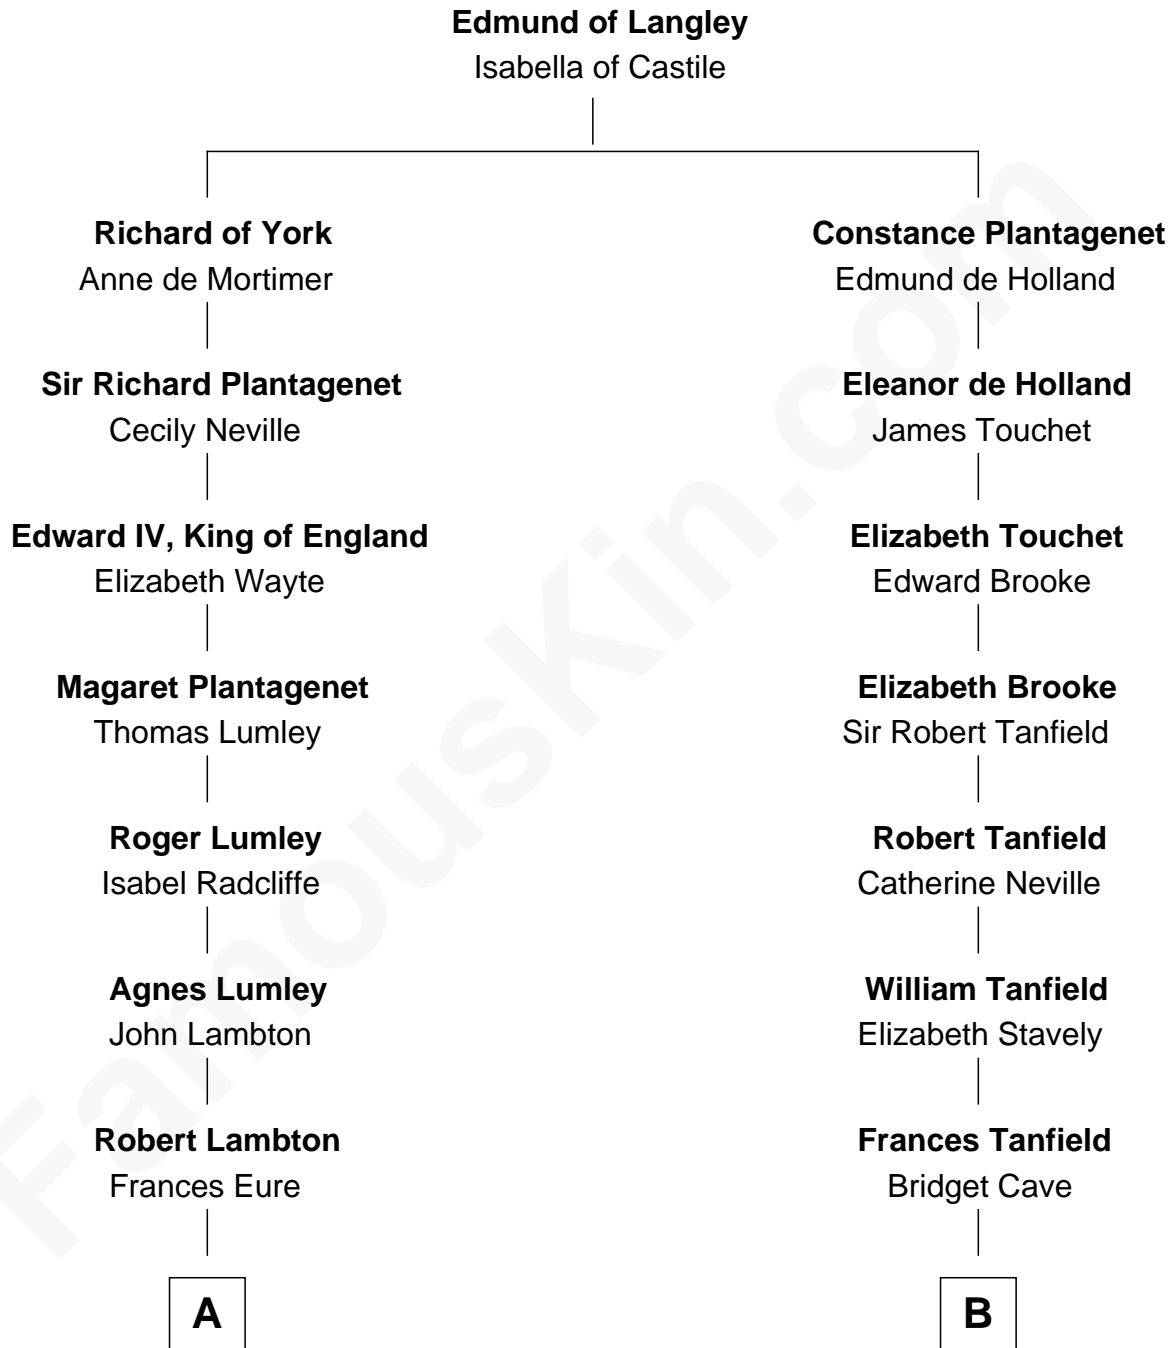 Edmund of Langley
Isabella of Castile
Richard of York
Anne de Mortimer
Sir Richard Plantagenet
Cecily Neville
Edward IV, King of England
Elizabeth Wayte
Magaret Plantagenet
Thomas Lumley
Roger Lumley
Isabel Radcliffe
Agnes Lumley
John Lambton
Robert Lambton
Frances Eure
A
Constance Plantagenet
Edmund de Holland
Eleanor de Holland
James Touchet
Elizabeth Touchet
Edward Brooke
Elizabeth Brooke
Sir Robert Tanfield
Robert Tanfield
Catherine Neville
William Tanfield
Elizabeth Stavely
Frances Tanfield
Bridget Cave
B
FamousKin.com